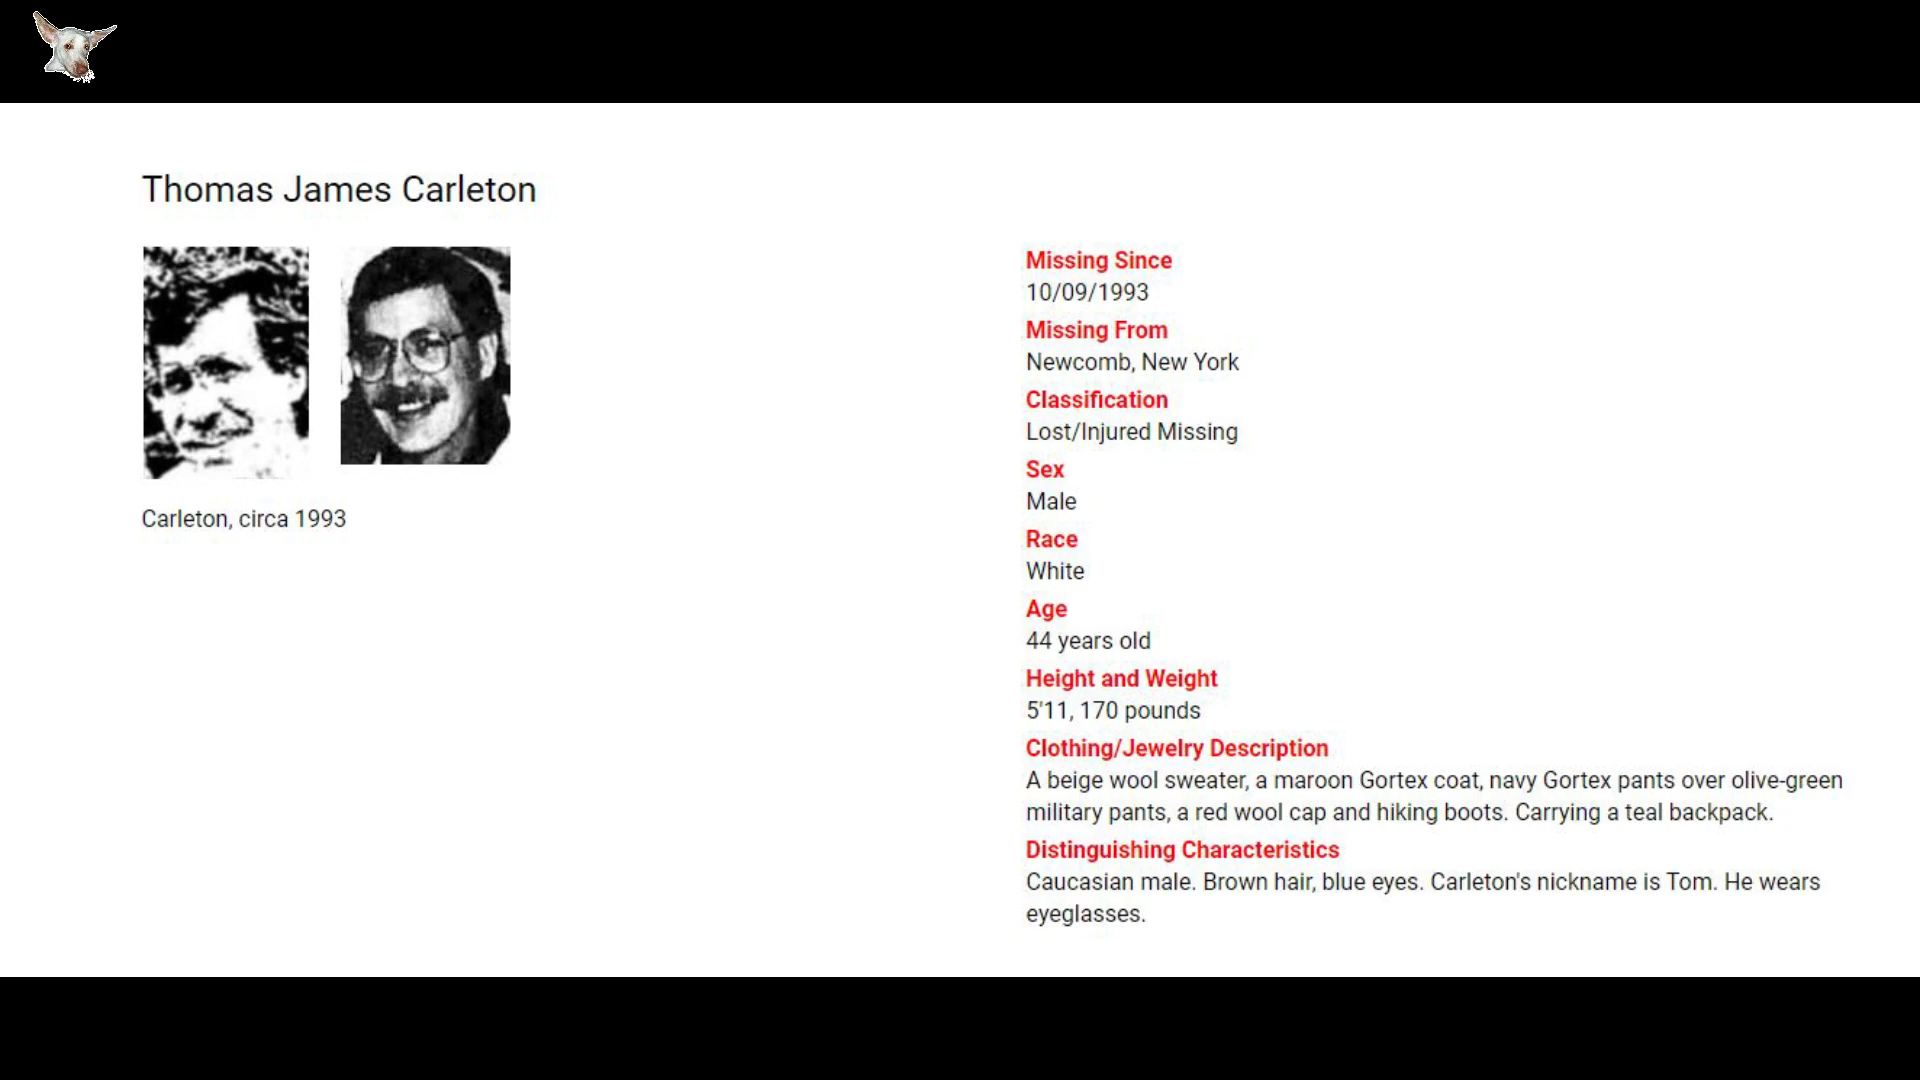 Thomas James Carleton
Carleton, circa 1993
Missing Since
10/09/1993
Missing From
Newcomb, New York
Classification
Lost/Injured Missing
Sex
Male
Race
White
Age
44 years old
Height and Weight
5'11, 170 pounds
Clothing/Jewelry Description
A beige wool sweater, a maroon Gortex coat, navy Gortex pants over olive-green
military pants, a red wool cap and hiking boots. Carrying a teal backpack.
Distinguishing Characteristics
Caucasian male. Brown hair, blue eyes. Carleton's nickname is Tom. He wears
eyeglasses.